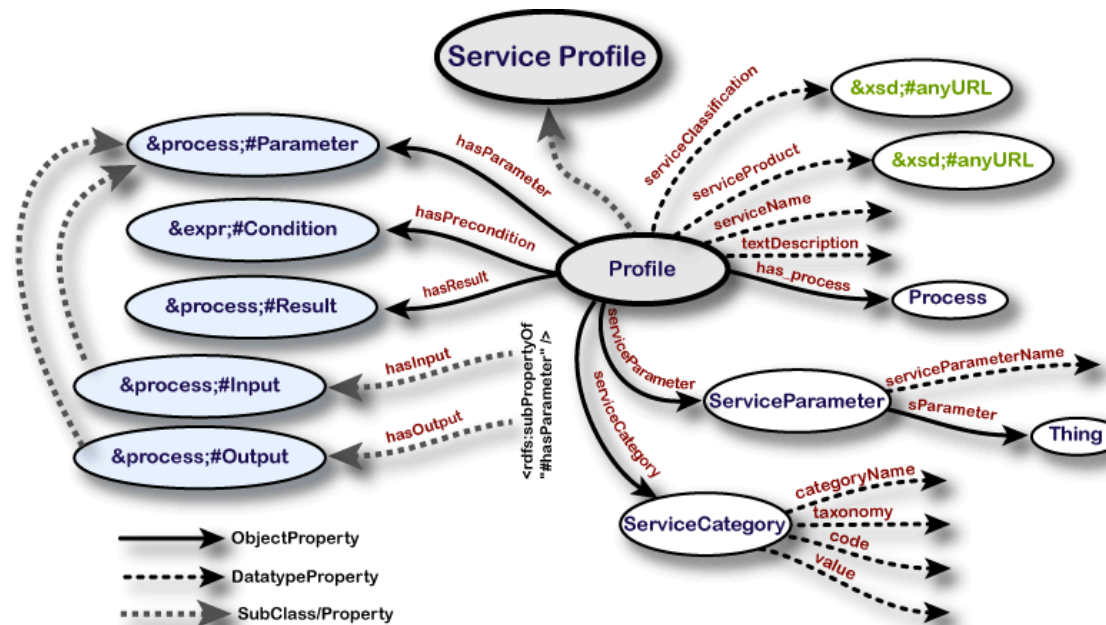 Service Profile
&xsd;#anyURL
serviceClassification
&process;#Parameter
hasParameter
serviceProduct
&xsd;#anyURL
serviceName
&expr;#Condition
hasPrecondition
textDescription
Profile
has_process
&process;#Result
hasResult
Process
serviceParameter
hasInput
<rdfs:subPropertyOf
"#hasParameter" />
&process;#Input
serviceParameterName
ServiceParameter
sParameter
serviceCategory
hasOutput
Thing
&process;#Output
categoryName
taxonomy
ServiceCategory
code
value
ObjectProperty
DatatypeProperty
SubClass/Property